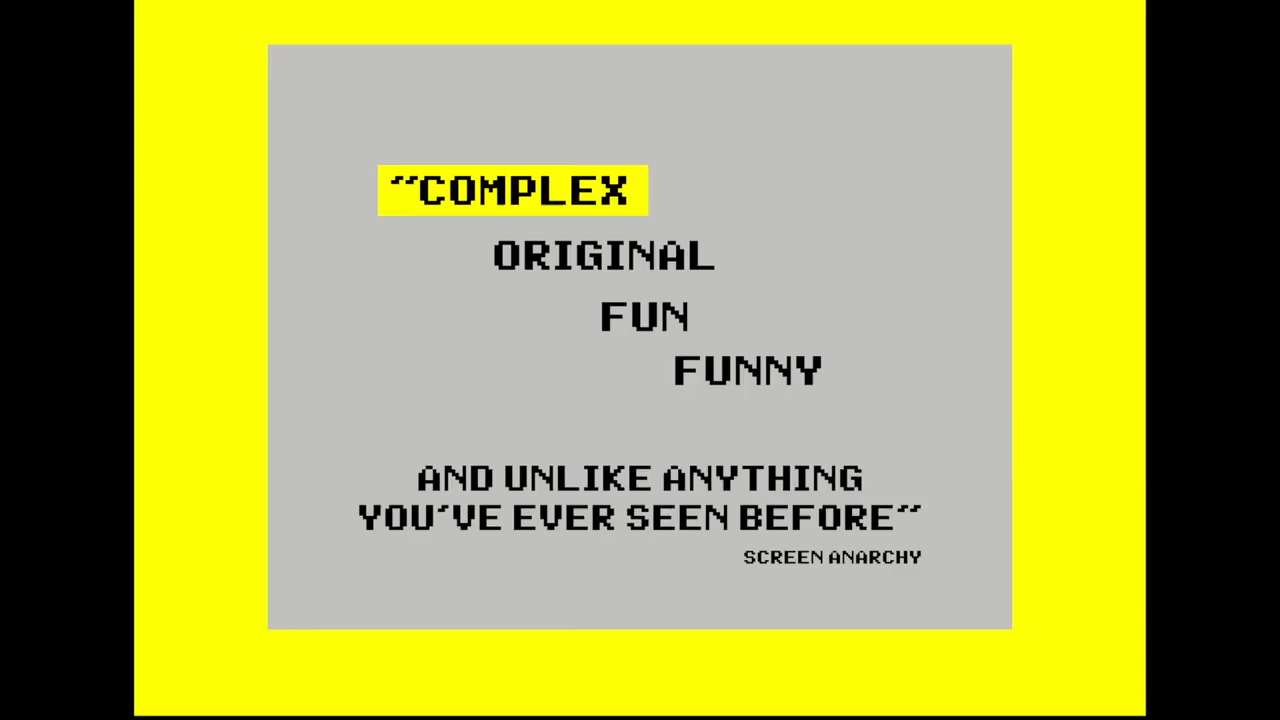 "COMPLEX
ORIGINAL
FUN
FUNNY
AND UNLIKE ANYTHING
YOU'VE EVER SEEN BEFORE"
SCREEN ANARCHY